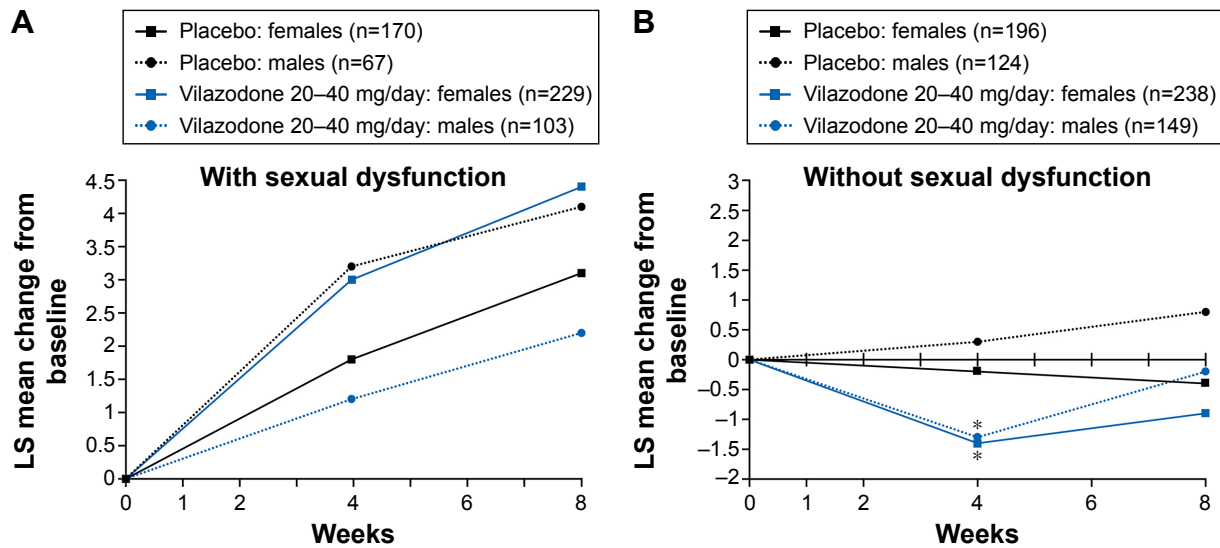 A
Placebo: females (n=170)
Placebo: males (n=67)
Vilazodone 20–40 mg/day: females (n=229)
Vilazodone 20–40 mg/day: males (n=103)
With sexual dysfunction
LS mean change from
baseline
4.5
4
3.5
3
2.5
2
1.5
1
0.5
0
0 1 2 4 6 7 8
Weeks
B
Placebo: females (n=196)
Placebo: males (n=124)
Vilazodone 20–40 mg/day: females (n=238)
Vilazodone 20–40 mg/day: males (n=149)
Without sexual dysfunction
LS mean change from
baseline
3
2.5
2
1.5
1
0.5
0
–0.5
–1
–1.5
–2
*
*
0 1 2 4 6 7 8
Weeks